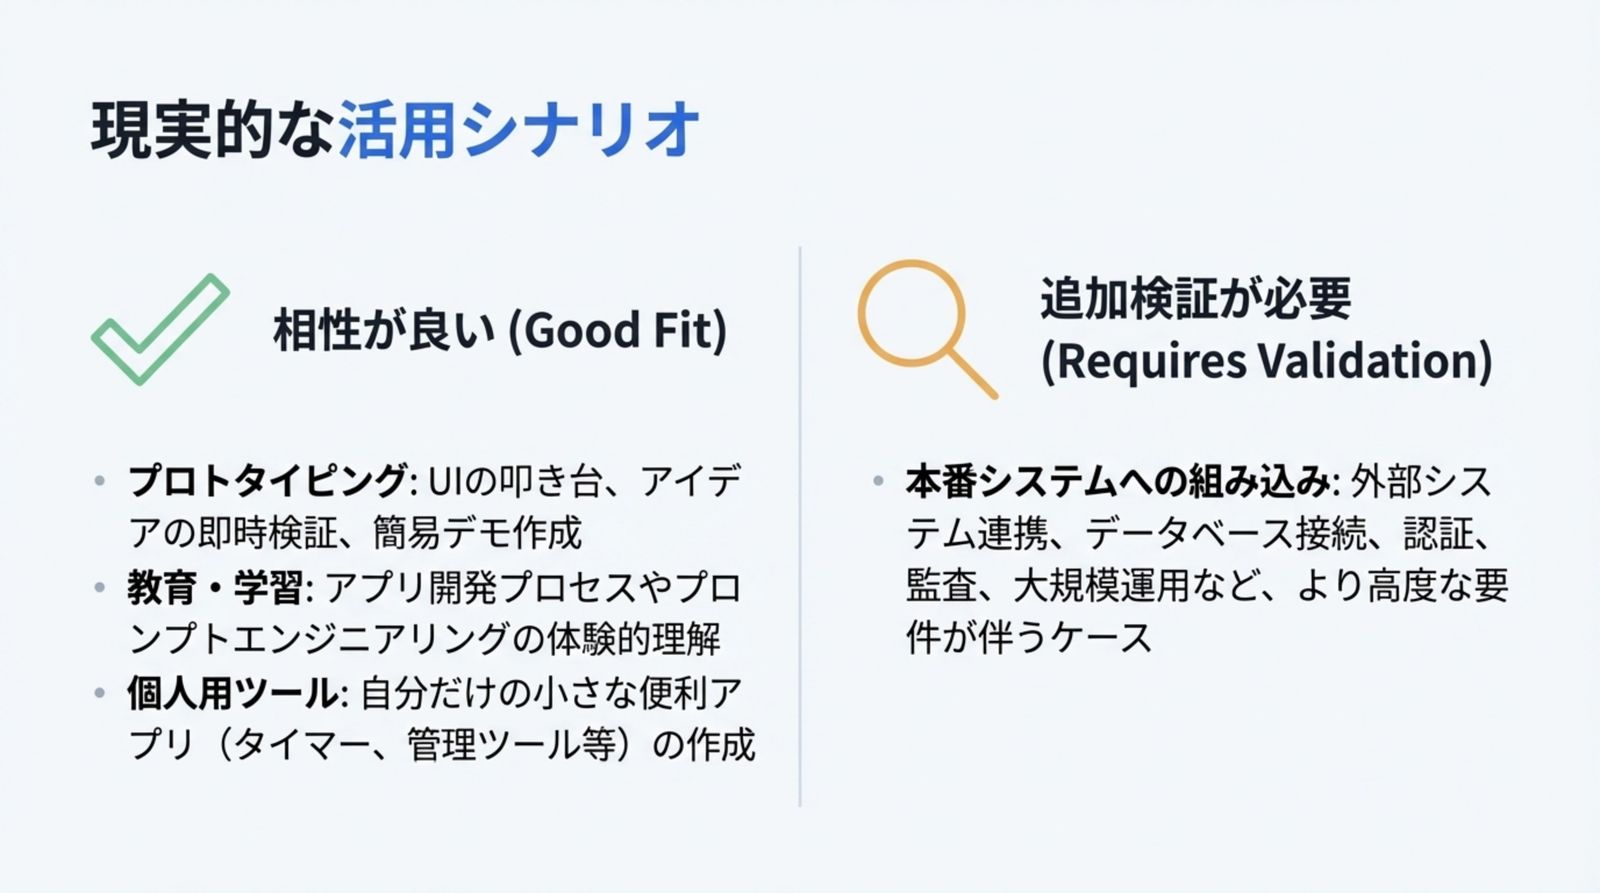 現実的な活用シナリオ
相性が良い (Good Fit)
• プロトタイピング: UIの叩き台、アイデ
アの即時検証、簡易デモ作成
• 教育・学習: アプリ開発プロセスやプロ
ンプトエンジニアリングの体験的理解
• 個人用ツール: 自分だけの小さな便利ア
プリ（タイマー、管理ツール等）の作成
追加検証が必要
(Requires Validation)
• 本番システムへの組み込み: 外部シス
テム連携、データベース接続、認証、
監査、大規模運用など、より高度な要
件が伴うケース